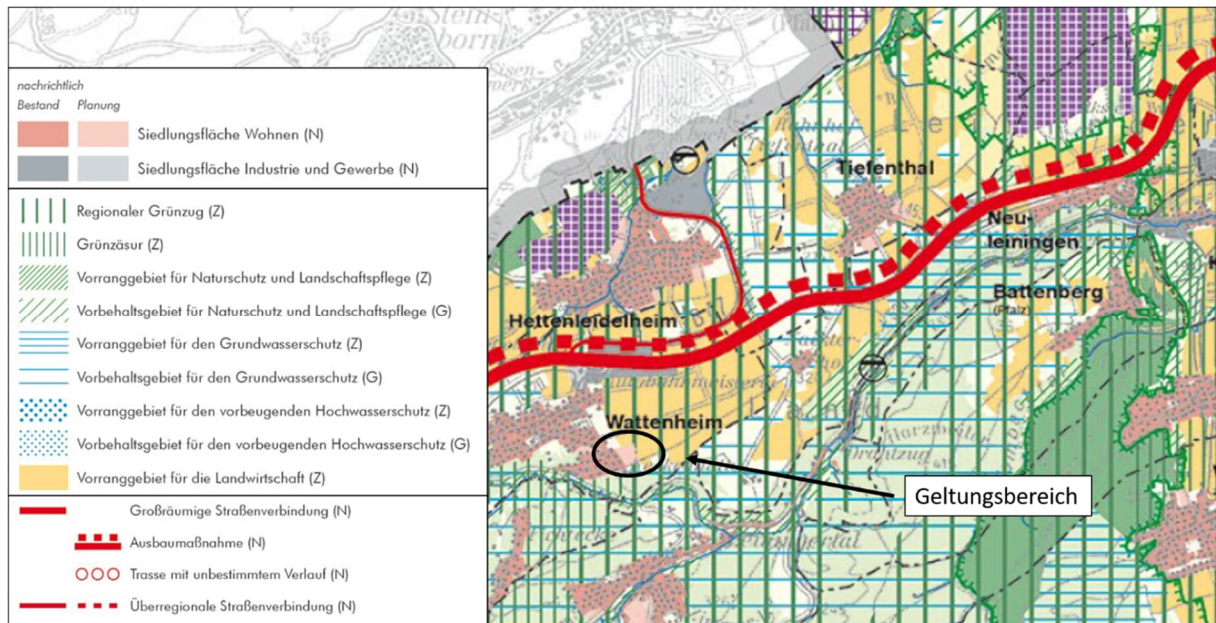 nachrichtlich
Bestand Planung
Siedlungsfläche Wohnen (N)
Siedlungsfläche Industrie und Gewerbe (N)
Regionaler Grünzug (Z)
Grünzäsur (Z)
Vorranggebiet für Naturschutz und Landschaftspflege (Z)
Vorbehaltsgebiet für Naturschutz und Landschaftspflege (G)
Vorranggebiet für den Grundwasserschutz (Z)
Vorbehaltsgebiet für den Grundwasserschutz (G)
Vorranggebiet für den vorbeugenden Hochwasserschutz (Z)
Vorbehaltsgebiet für den vorbeugenden Hochwasserschutz (G)
Vorranggebiet für die Landwirtschaft (Z)
Großräumige Straßenverbindung (N)
Ausbaumaßnahme (N)
Trasse mit unbestimmtem Verlauf (N)
Überregionale Straßenverbindung (N)
366
Tiefenthal
Neu-
leiningen
Battenberg
(Pfalz)
Hettenleidelheim
Wattenheim
Geltungsbereich